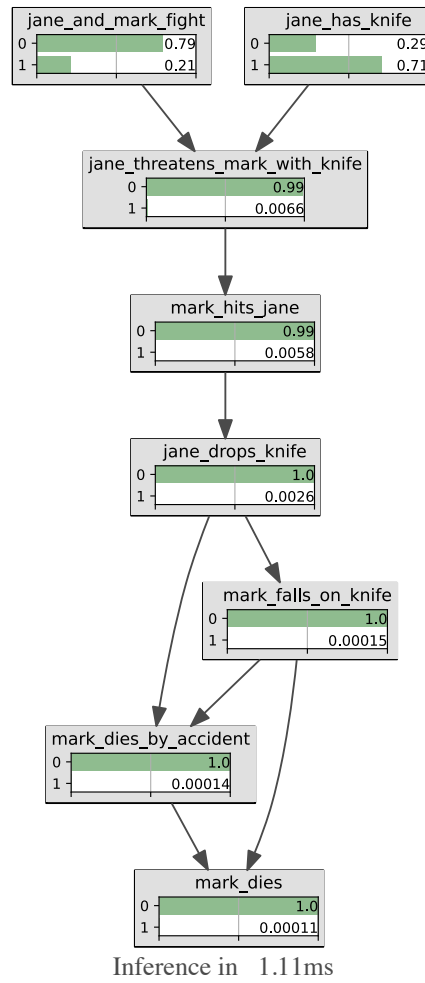 jane_and_mark_fight
0 0.79
1 0.21
jane_has_knife
0 0.29
1 0.71
jane_threatens_mark_with_knife
0 0.99
1 0.0066
mark_hits_jane
0 0.99
1 0.0058
jane_drops_knife
0 1.0
1 0.0026
mark_falls_on_knife
0 1.0
1 0.00015
mark_dies_by_accident
0 1.0
1 0.00014
mark_dies
0 1.0
1 0.00011
Inference in 1.11ms